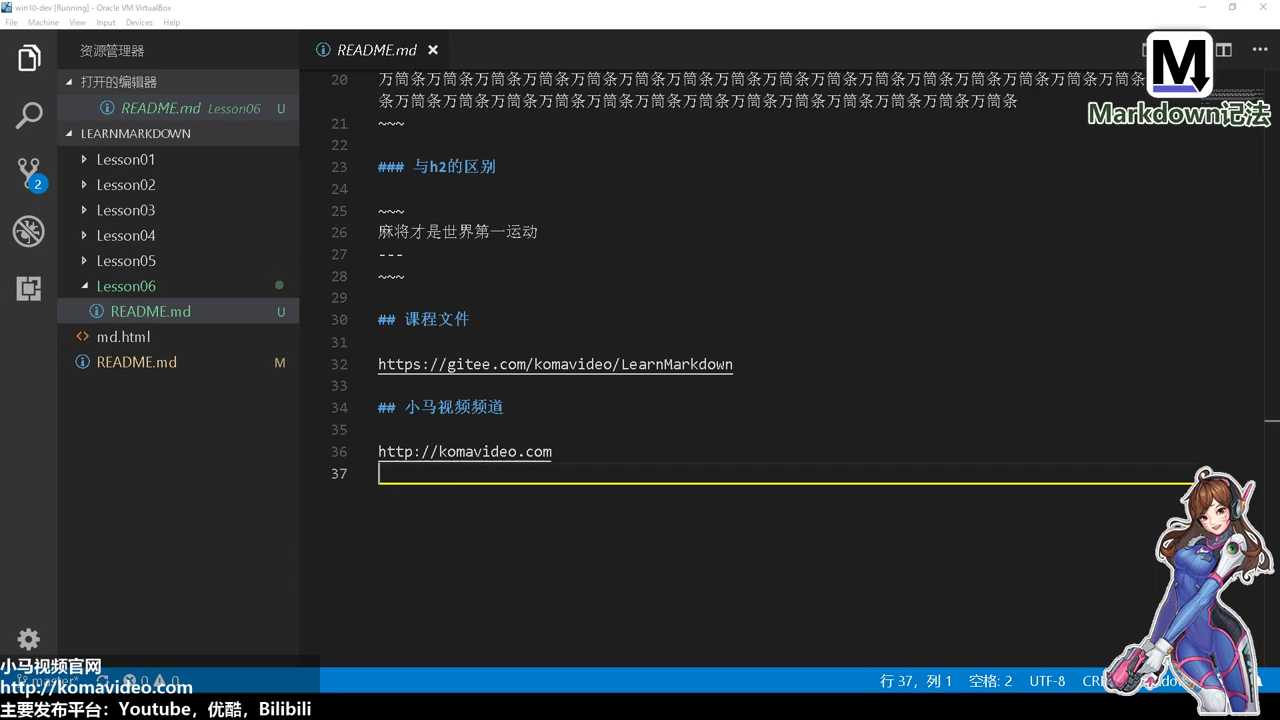 win10-dev [Running] - Oracle VM VirtualBox
File Machine View Input Devices Help
资源管理器
README.md
打开的编辑器
README.md Lesson06 U
LEARNMARKDOWN
Lesson01
Lesson02
Lesson03
Lesson04
Lesson05
Lesson06
README.md U
md.html
README.md M
2
20 万筒条万筒条万筒条万筒条万筒条万筒条万筒条万筒条万筒条万筒条万筒条万筒条万筒条万筒条万筒条万筒条
条万筒条万筒条万筒条万筒条万筒条万筒条万筒条万筒条万筒条万筒条万筒条万筒条万筒条
21 ~~~
22
23 ### 与h2的区别
24
25 ~~~
26 麻将才是世界第一运动
27 ---
28 ~~~
29
30 ## 课程文件
31
32 https://gitee.com/komavideo/LearnMarkdown
33
34 ## 小马视频频道
35
36 http://komavideo.com
37
M
Markdown记法
master* 0 0
行 37，列 1 空格: 2 UTF-8
小马视频官网
http://komavideo.com
主要发布平台：Youtube，优酷，Bilibili